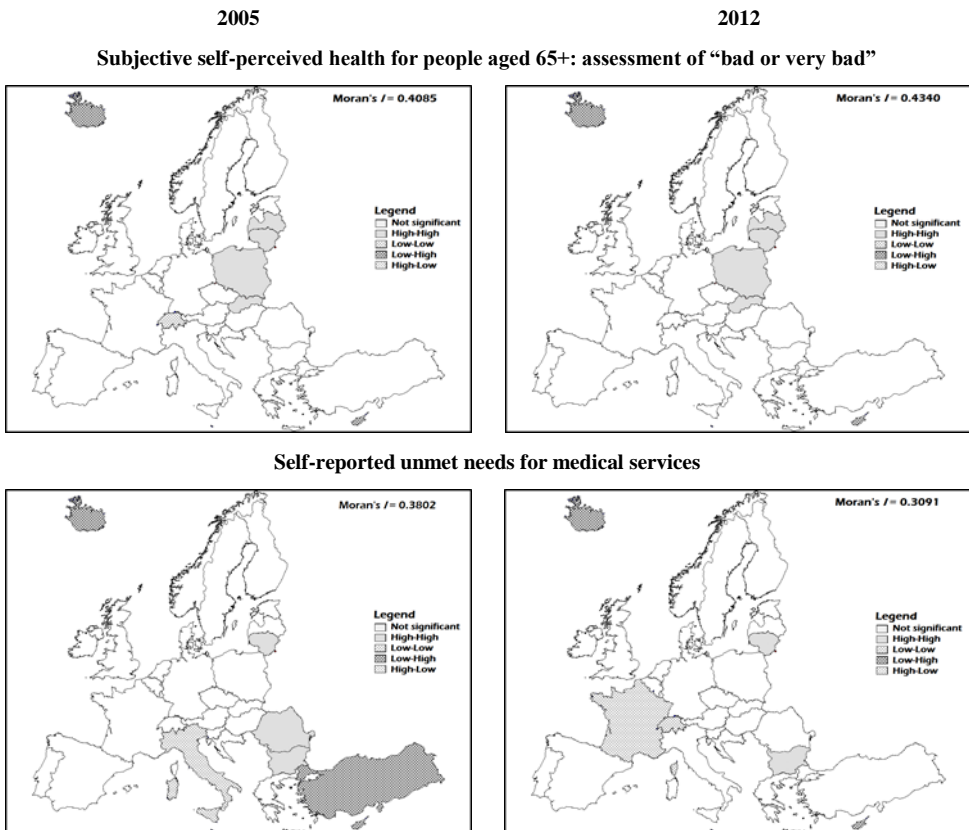 2005 2012
Subjective self-perceived health for people aged 65+: assessment of “bad or very bad”
Moran's I= 0.4085
Legend
Not significant
High-High
Low-Low
Low-High
High-Low
Moran's I= 0.4340
Legend
Not significant
High-High
Low-Low
Low-High
High-Low
Self-reported unmet needs for medical services
Moran's I= 0.3802
Legend
Not significant
High-High
Low-Low
Low-High
High-Low
Moran's I= 0.3091
Legend
Not significant
High-High
Low-Low
Low-High
High-Low